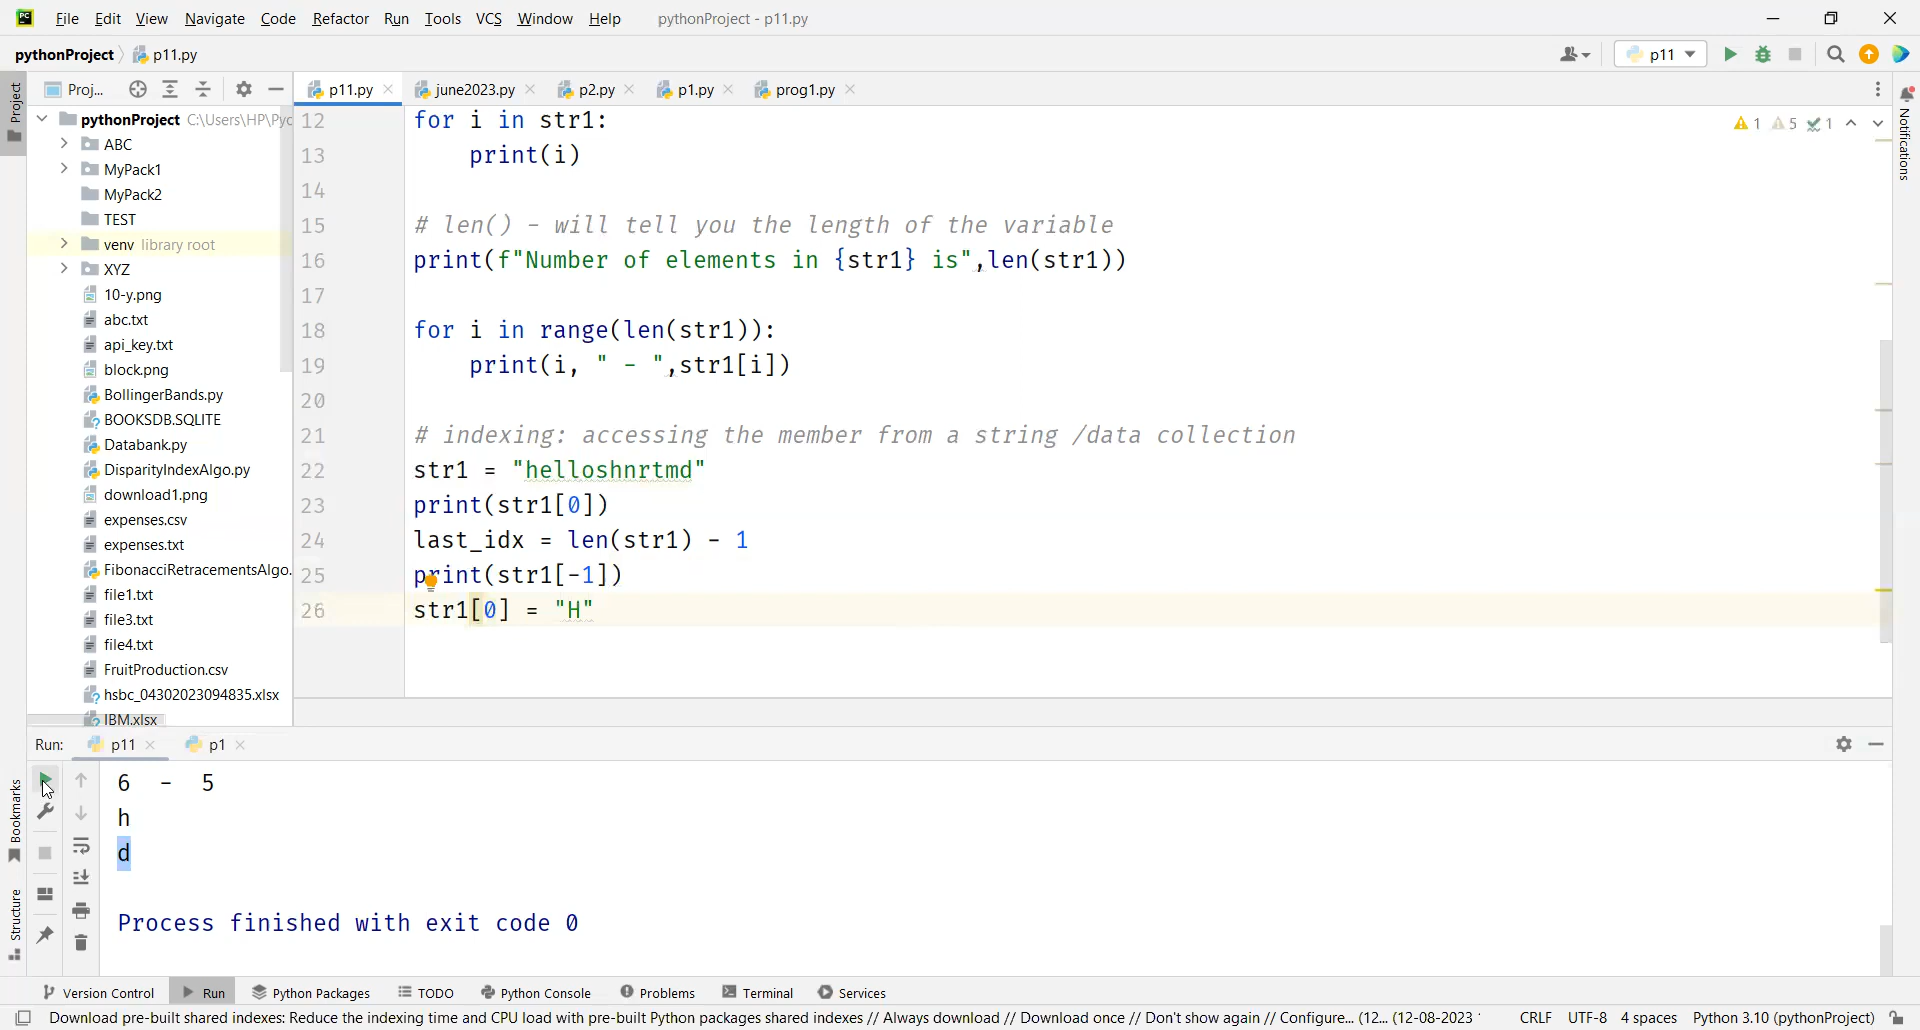 File Edit View Navigate Code Refactor Run Tools VCS Window Help pythonProject - p11.py
pythonProject p11.py p11
Project Proj... p11.py june2023.py p2.py p1.py prog1.py
pythonProject C:\Users\HP\Pyc
ABC
MyPack1
MyPack2
TEST
venv library root
XYZ
10-y.png
abc.txt
api_key.txt
block.png
BollingerBands.py
BOOKSDB.SQLITE
Databank.py
DisparityIndexAlgo.py
download1.png
expenses.csv
expenses.txt
FibonacciRetracementsAlgo.
file1.txt
file3.txt
file4.txt
FruitProduction.csv
hsbc_04302023094835.xlsx
IBM.xlsx
12 for i in str1:
13 print(i)
14
15 # len() - will tell you the length of the variable
16 print(f"Number of elements in {str1} is",len(str1))
17
18 for i in range(len(str1)):
19 print(i, " - ",str1[i])
20
21 # indexing: accessing the member from a string /data collection
22 str1 = "helloshnrtmd"
23 print(str1[0])
24 last_idx = len(str1) - 1
25 print(str1[-1])
26 str1[0] = "H"
1 5 1
Notifications
Run: p11 p1
6 - 5
h
d
Process finished with exit code 0
Bookmarks
Structure
Version Control Run Python Packages TODO Python Console Problems Terminal Services
Download pre-built shared indexes: Reduce the indexing time and CPU load with pre-built Python packages shared indexes // Always download // Download once // Don't show again // Configure... (12... (12-08-2023 CRLF UTF-8 4 spaces Python 3.10 (pythonProject)